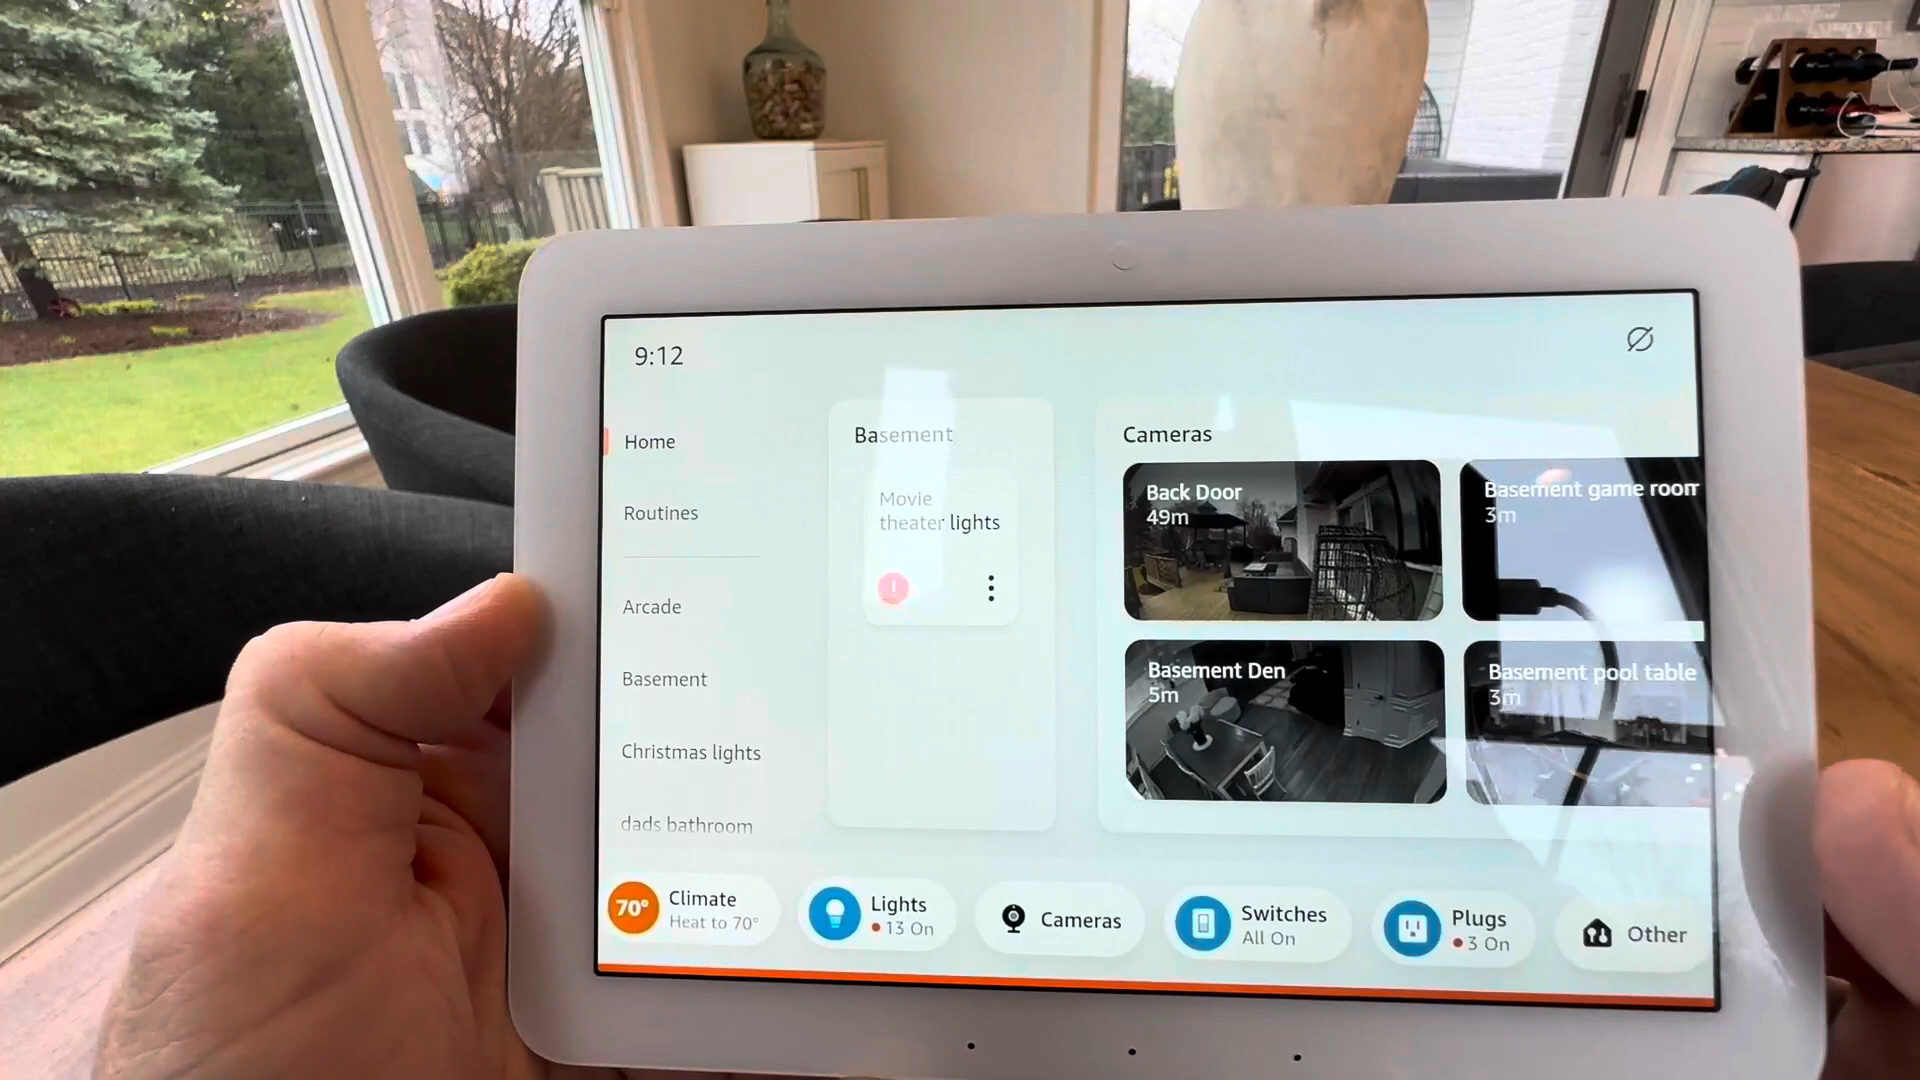 9:12
Home
Routines
Arcade
Basement
Christmas lights
dads bathroom
Basement
Movie
theater lights
!
Cameras
Back Door
49m
Basement game room
3m
Basement Den
5m
Basement pool table
3m
70°
Climate
Heat to 70°
Lights
13 On
Cameras
Switches
All On
Plugs
3 On
Other